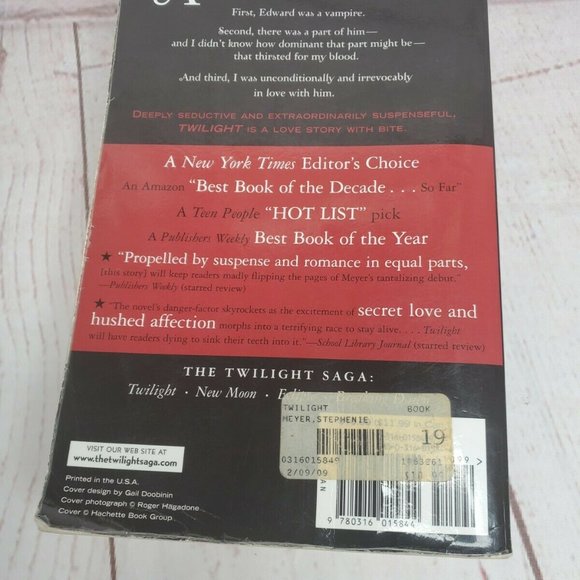 First, Edward was a vampire.
Second, there was a part of him—
and I didn't know how dominant that part might be—
that thirsted for my blood.
And third, I was unconditionally and irrevocably
in love with him.
DEEPLY SEDUCTIVE AND EXTRAORDINARILY SUSPENSEFUL,
TWILIGHT IS A LOVE STORY WITH BITE.
A New York Times Editor's Choice
An Amazon "Best Book of the Decade . . . So Far"
A Teen People "HOT LIST" pick
A Publishers Weekly Best Book of the Year
★ "Propelled by suspense and romance in equal parts,
[this story] will keep readers madly flipping the pages of Meyer's tantalizing debut."
—Publishers Weekly (starred review)
★ "The novel's danger-factor skyrockets as the excitement of secret love and
hushed affection morphs into a terrifying race to stay alive. . . . Twilight
will have readers dying to sink their teeth into it."—School Library Journal (starred review)
THE TWILIGHT SAGA:
Twilight · New Moon ·
TWILIGHT BOOK
MEYER,STEPHENIE
19
031601584
2/09/09
VISIT OUR WEB SITE AT
www.thetwilightsaga.com
Printed in the U.S.A.
Cover design by Gail Doobinin
Cover photograph © Roger Hagadone
Cover © Hachette Book Group
9 780316 015844